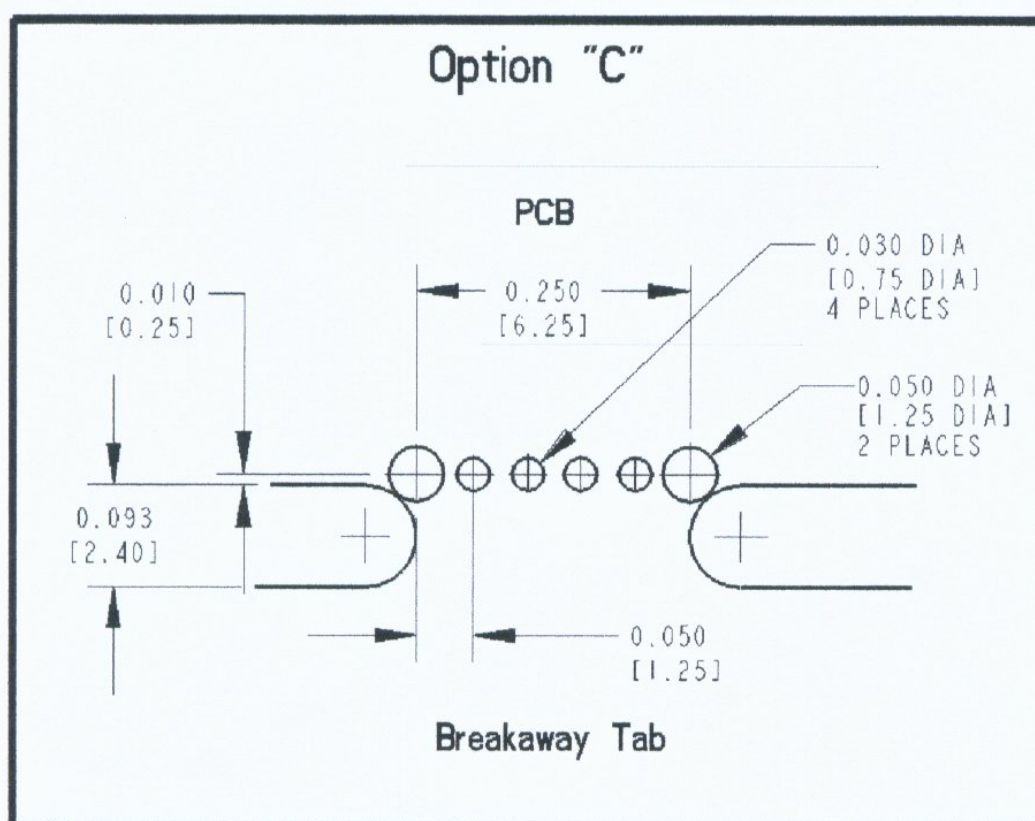 Option "C"
PCB
0.010
[0.25]
0.250
[6.25]
0.030 DIA
[0.75 DIA]
4 PLACES
0.050 DIA
[1.25 DIA]
2 PLACES
0.093
[2.40]
0.050
[1.25]
Breakaway Tab